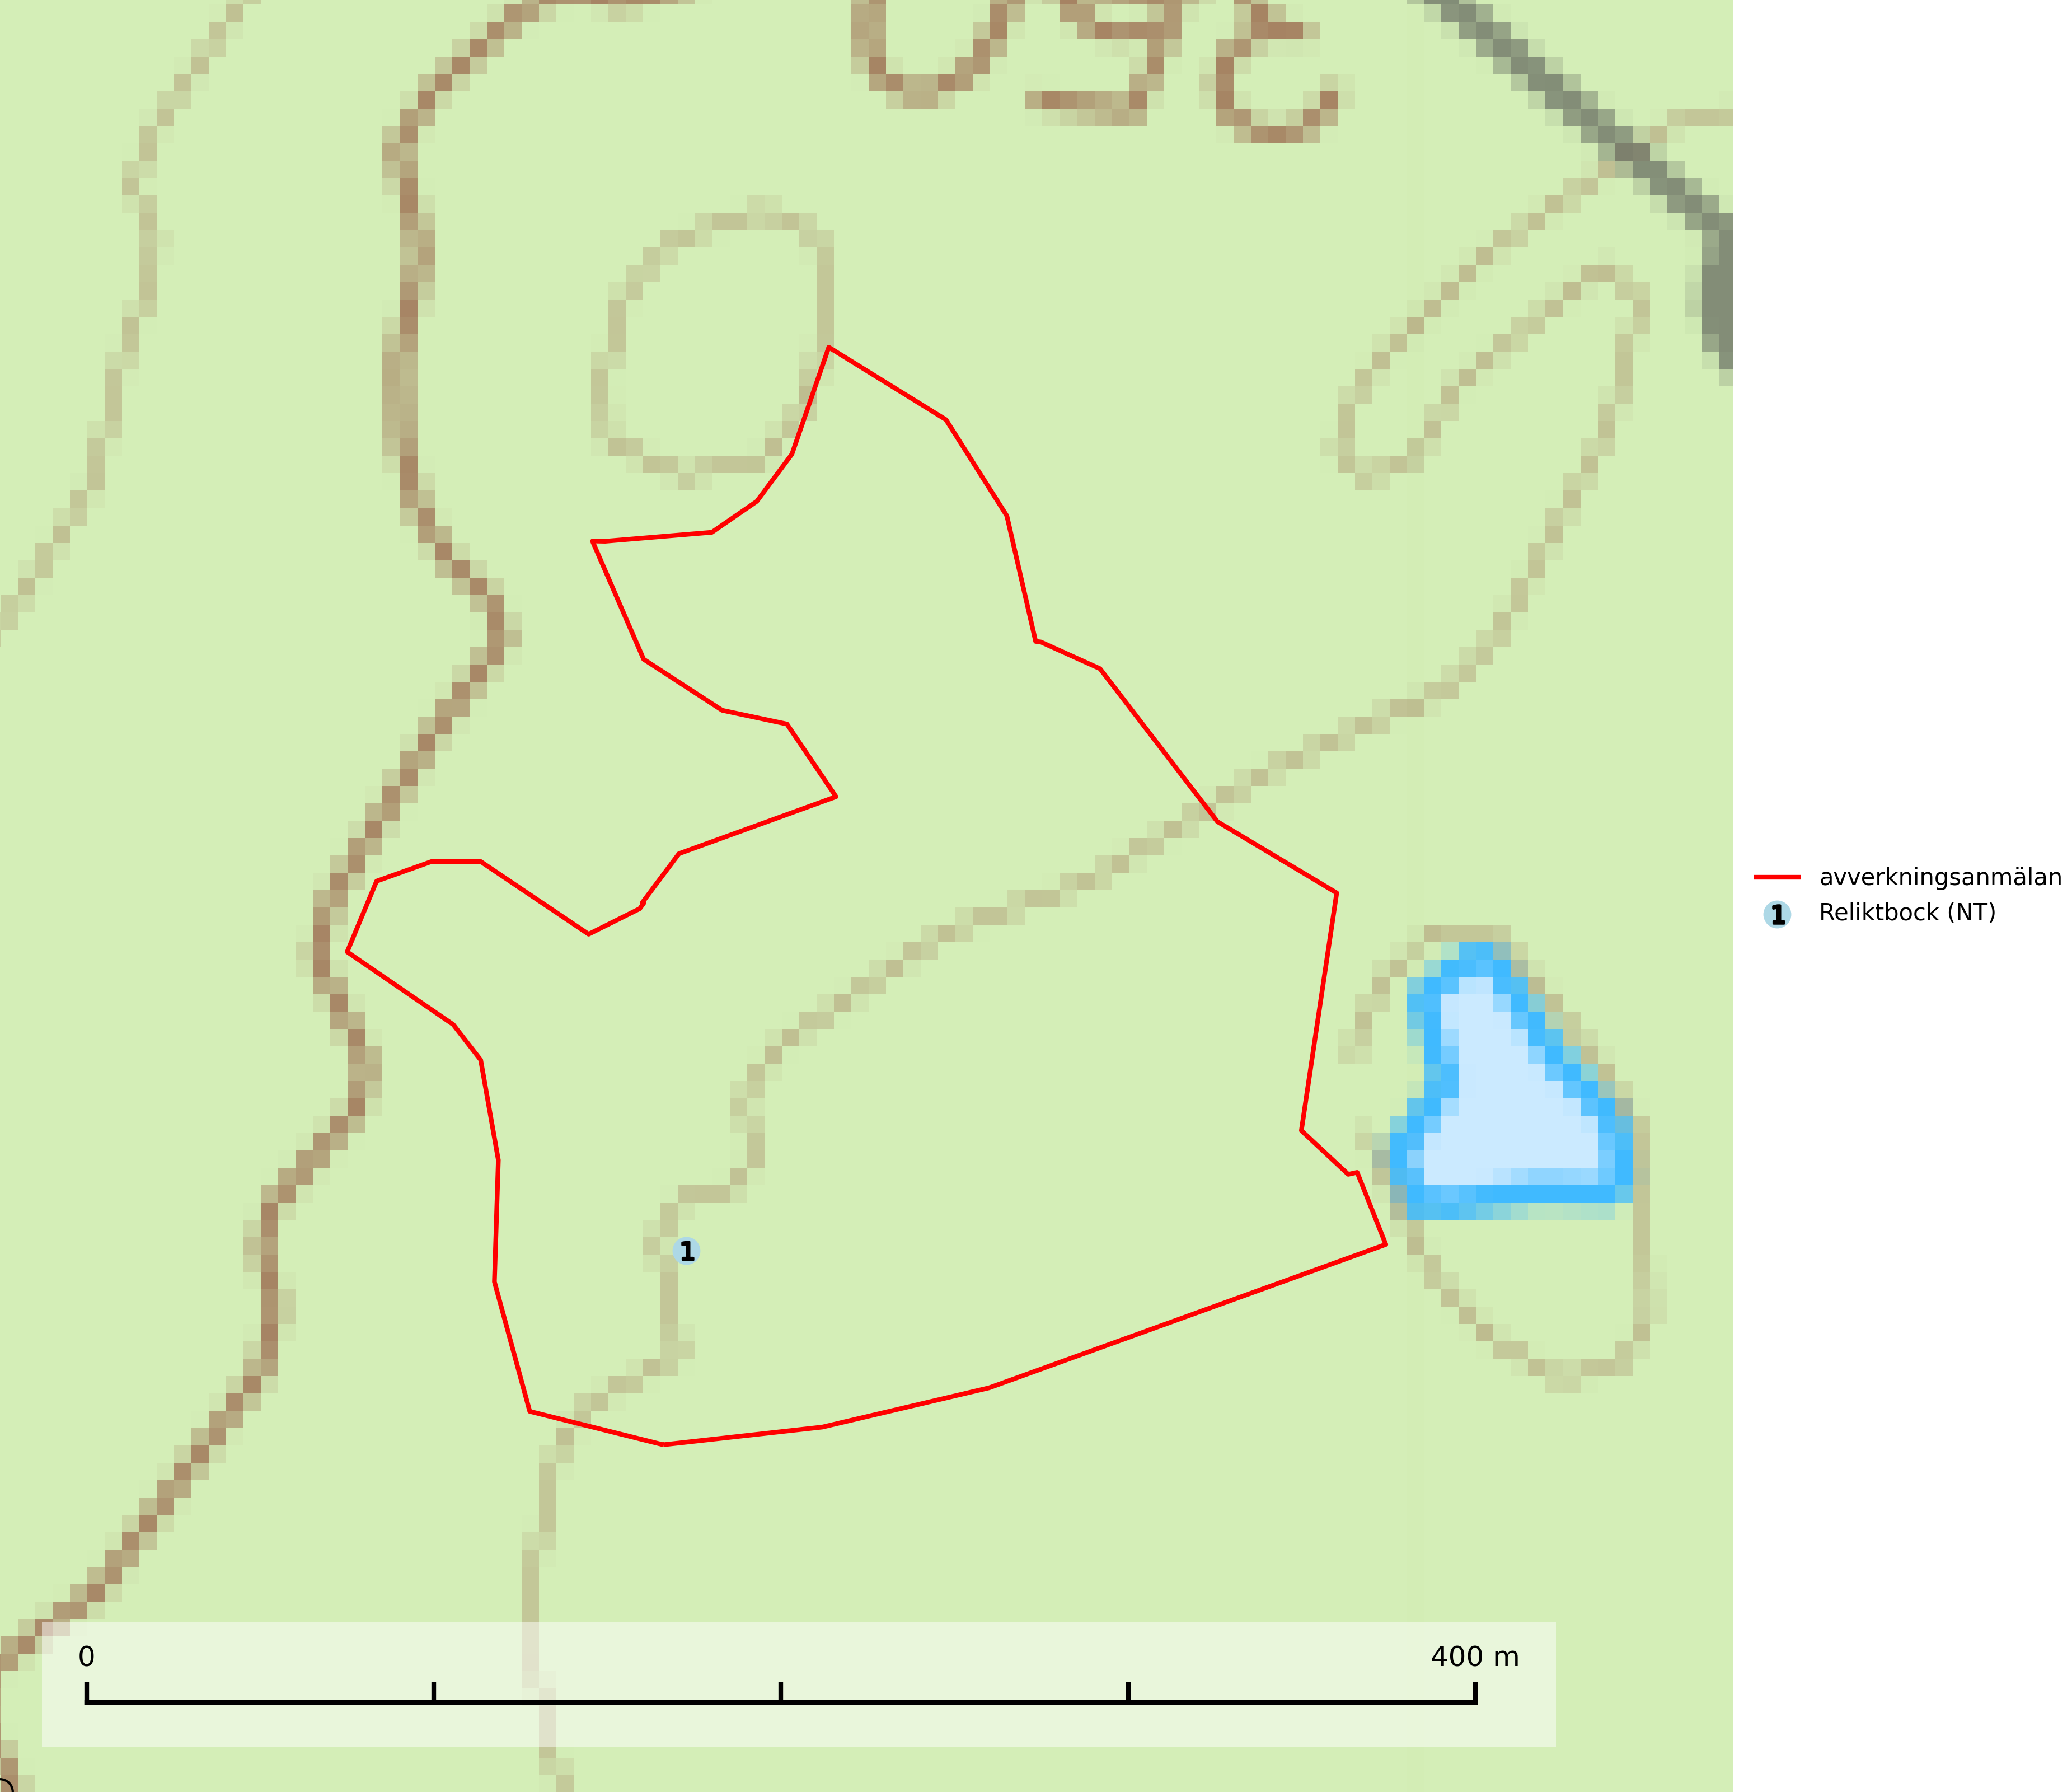 avverkningsanmälan
1 Reliktbock (NT)
1
0 400 m